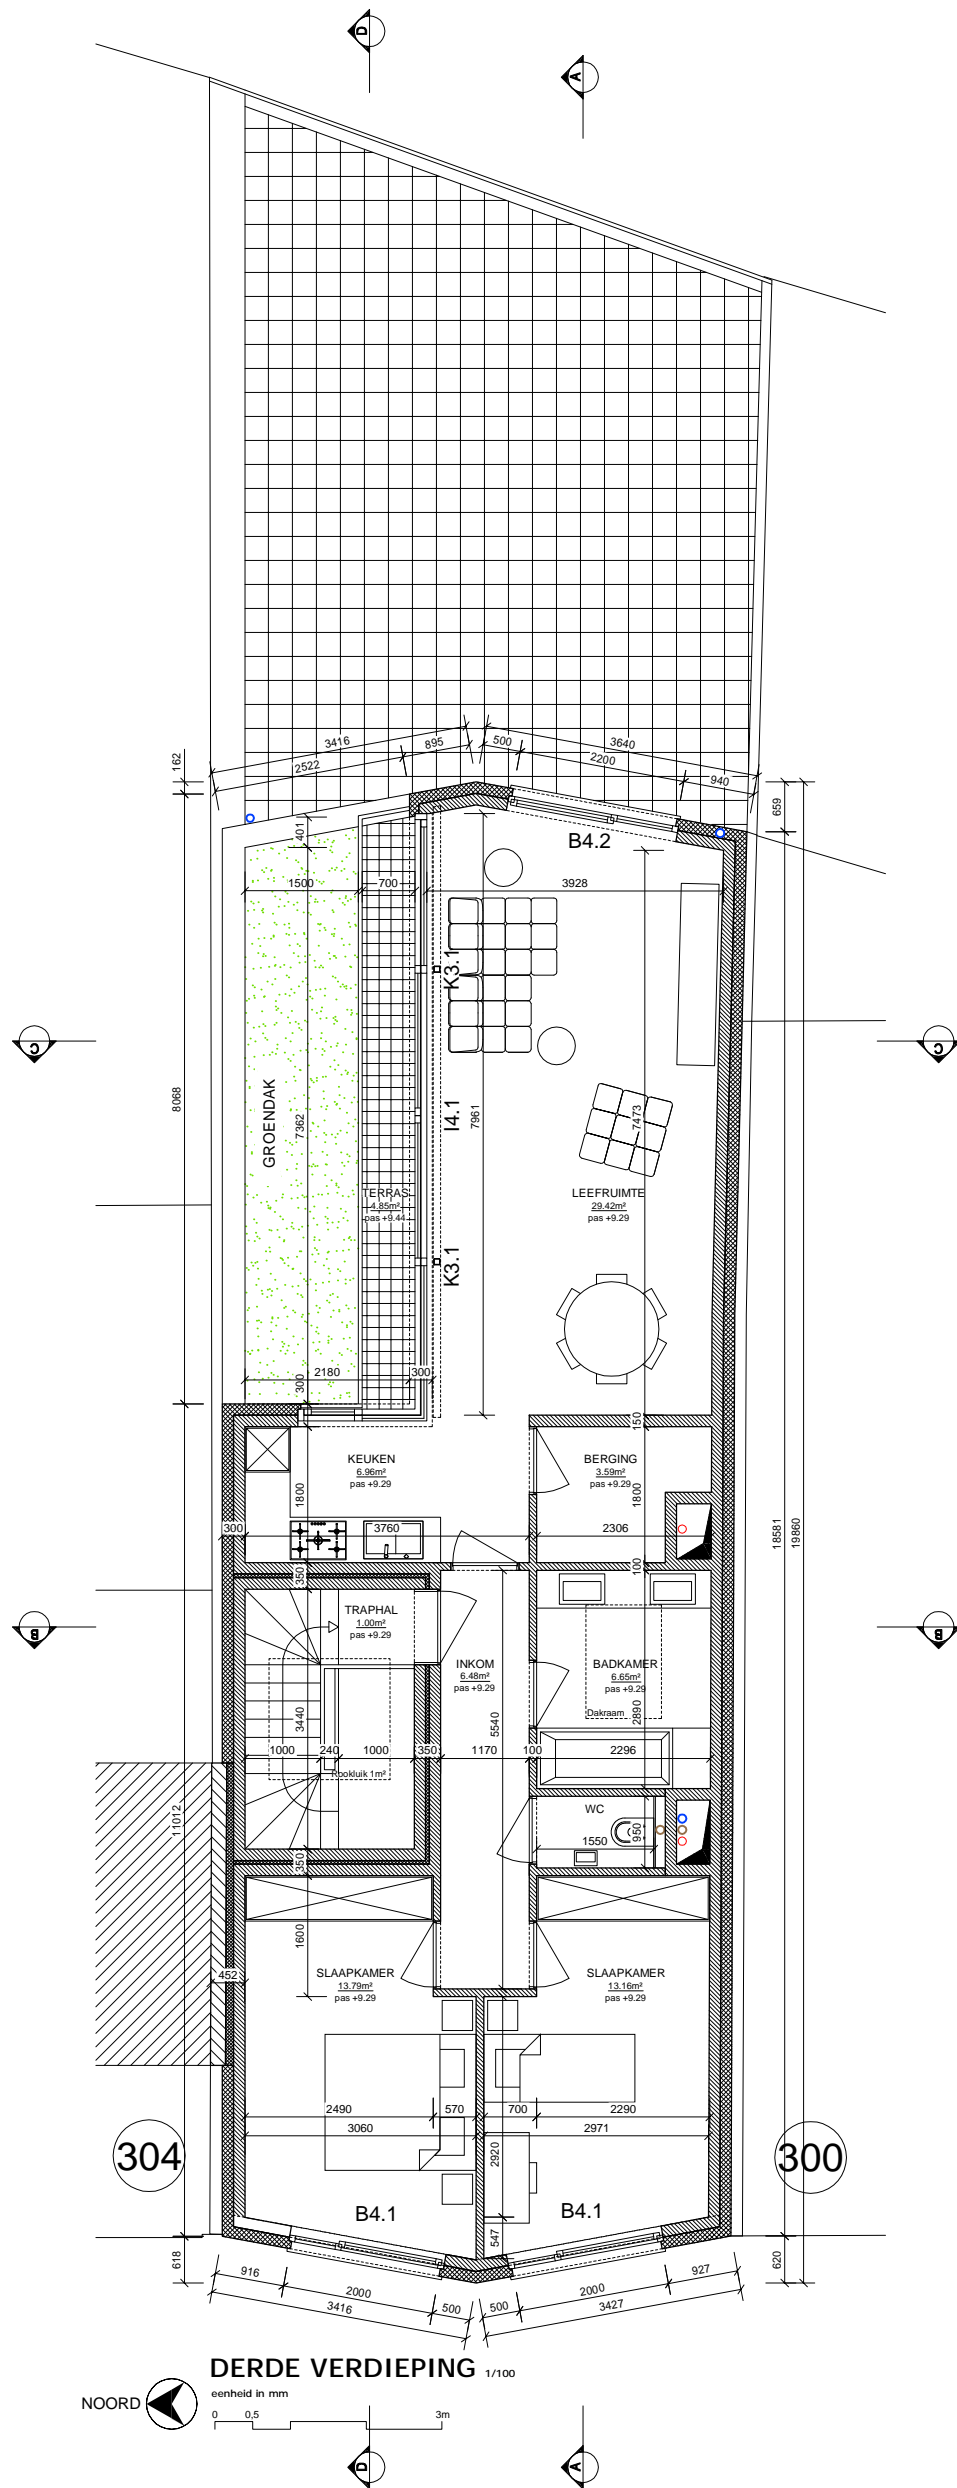 D
A
3416
895
500
3640
2522
2200
940
162
659
401
B4.2
1500
700
3928
K3.1
C
C
8068
GROENDAK
7362
I4.1
7961
7473
TERRAS
4.85m²
pas +9.44
LEEFRUIMTE
29.42m²
pas +9.29
K3.1
2180
300
300
150
KEUKEN
6.96m²
pas +9.29
BERGING
3.59m²
pas +9.29
1800
1800
300
3760
2306
18581
19860
350
100
TRAPHAL
1.00m²
pas +9.29
B
B
INKOM
6.48m²
pas +9.29
BADKAMER
6.65m²
pas +9.29
Dakraam
3440
5540
2890
1000
240
1000
350
1170
100
2296
Rookluik 1m²
WC
11012
1550
950
350
1600
452
SLAAPKAMER
13.79m²
pas +9.29
SLAAPKAMER
13.16m²
pas +9.29
2490
570
700
2290
3060
2971
304
300
2920
B4.1
B4.1
547
618
620
916
2000
500
500
2000
927
3416
3427
DERDE VERDIEPING 1/100
eenheid in mm
NOORD
0
0,5
3m
D
A